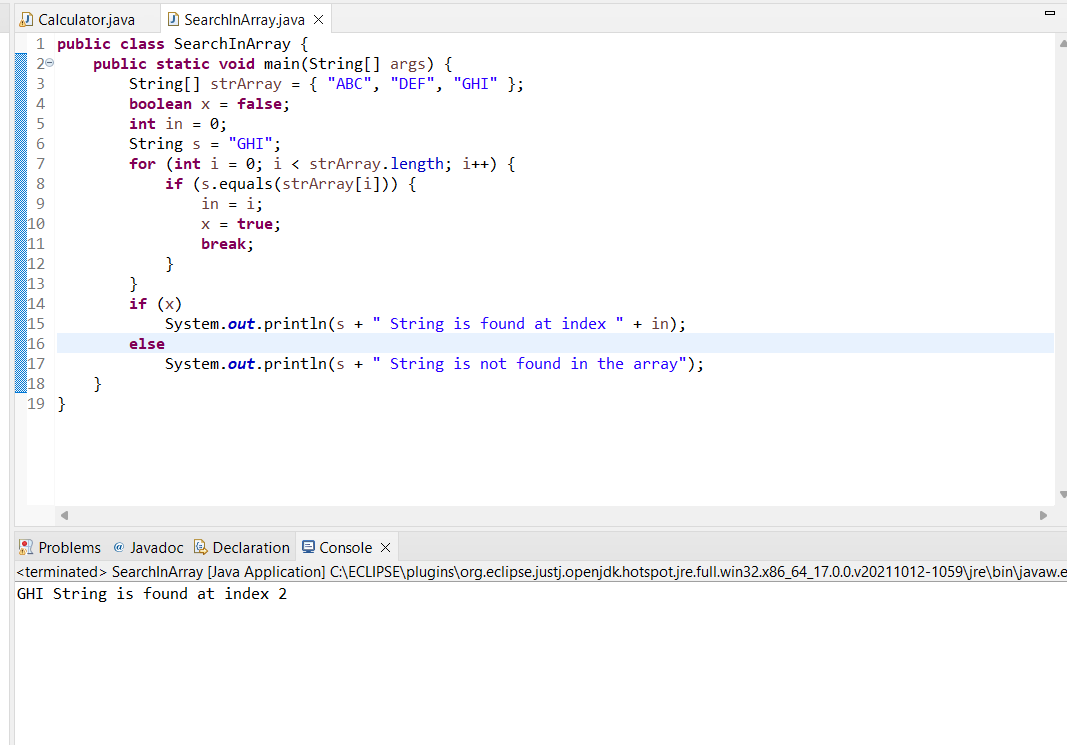 Calculator.java SearchInArray.java
1 public class SearchInArray {
2 public static void main(String[] args) {
3 String[] strArray = { "ABC", "DEF", "GHI" };
4 boolean x = false;
5 int in = 0;
6 String s = "GHI";
7 for (int i = 0; i < strArray.length; i++) {
8 if (s.equals(strArray[i])) {
9 in = i;
10 x = true;
11 break;
12 }
13 }
14 if (x)
15 System.out.println(s + " String is found at index " + in);
16 else
17 System.out.println(s + " String is not found in the array");
18 }
19 }
Problems @ Javadoc Declaration Console
<terminated> SearchInArray [Java Application] C:\ECLIPSE\plugins\org.eclipse.justj.openjdk.hotspot.jre.full.win32.x86_64_17.0.0.v20211012-1059\jre\bin\javaw.e
GHI String is found at index 2